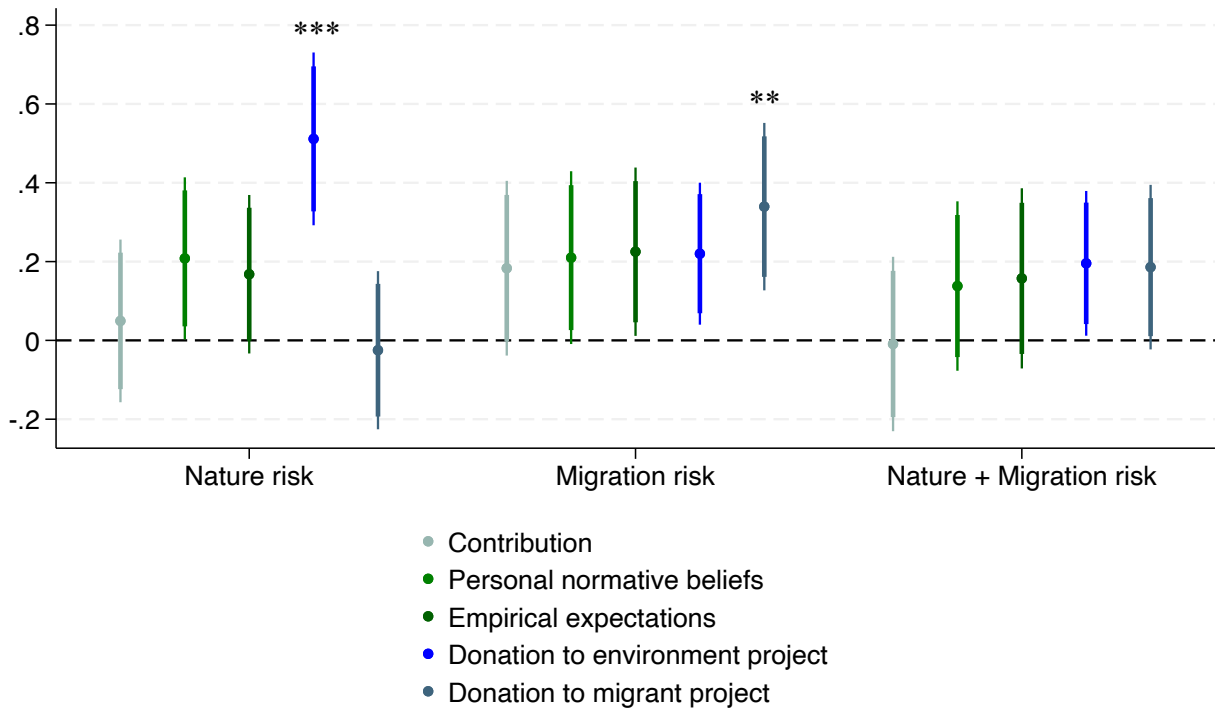 .8
***
.6
**
.4
.2
0
-.2
Nature risk
Migration risk
Nature + Migration risk
Contribution
Personal normative beliefs
Empirical expectations
Donation to environment project
Donation to migrant project